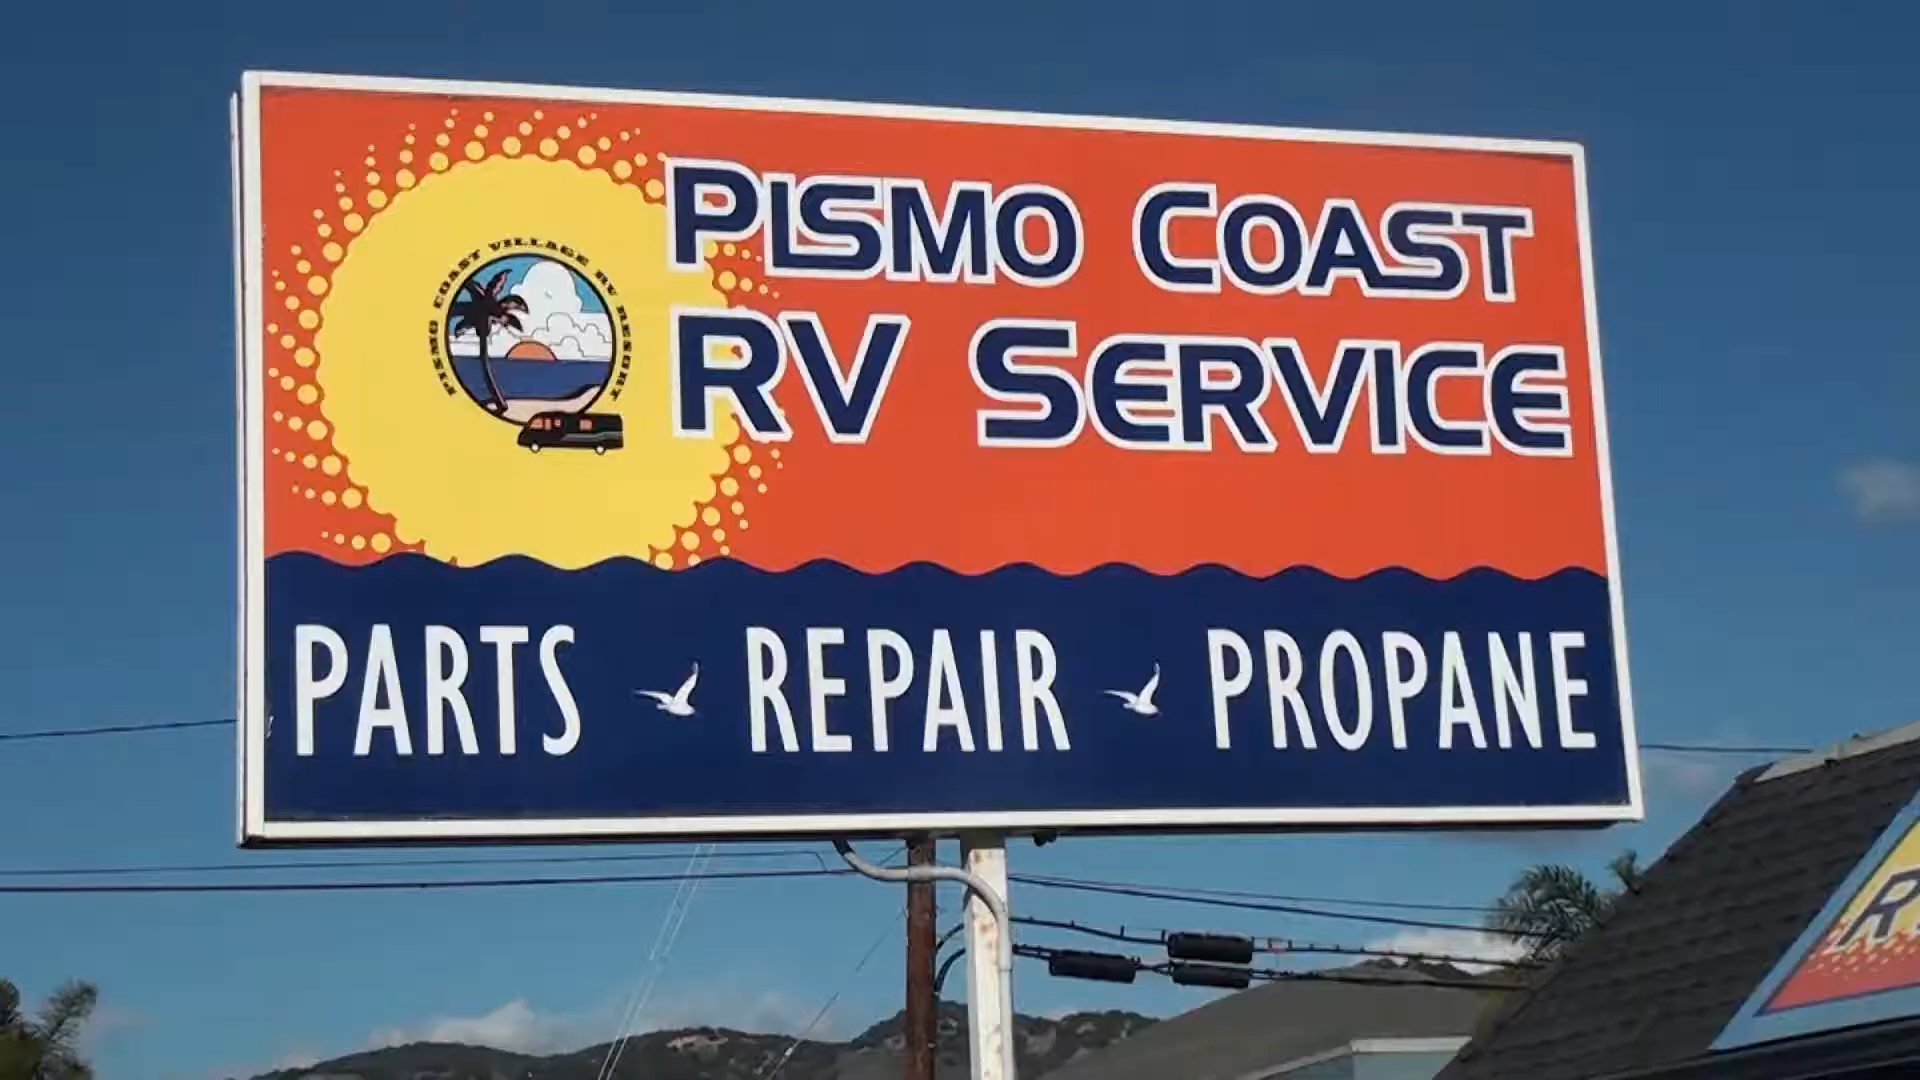 PISMO COAST
RV SERVICE
PISMO COAST VILLAGE RV RESORT
PARTS REPAIR PROPANE
R